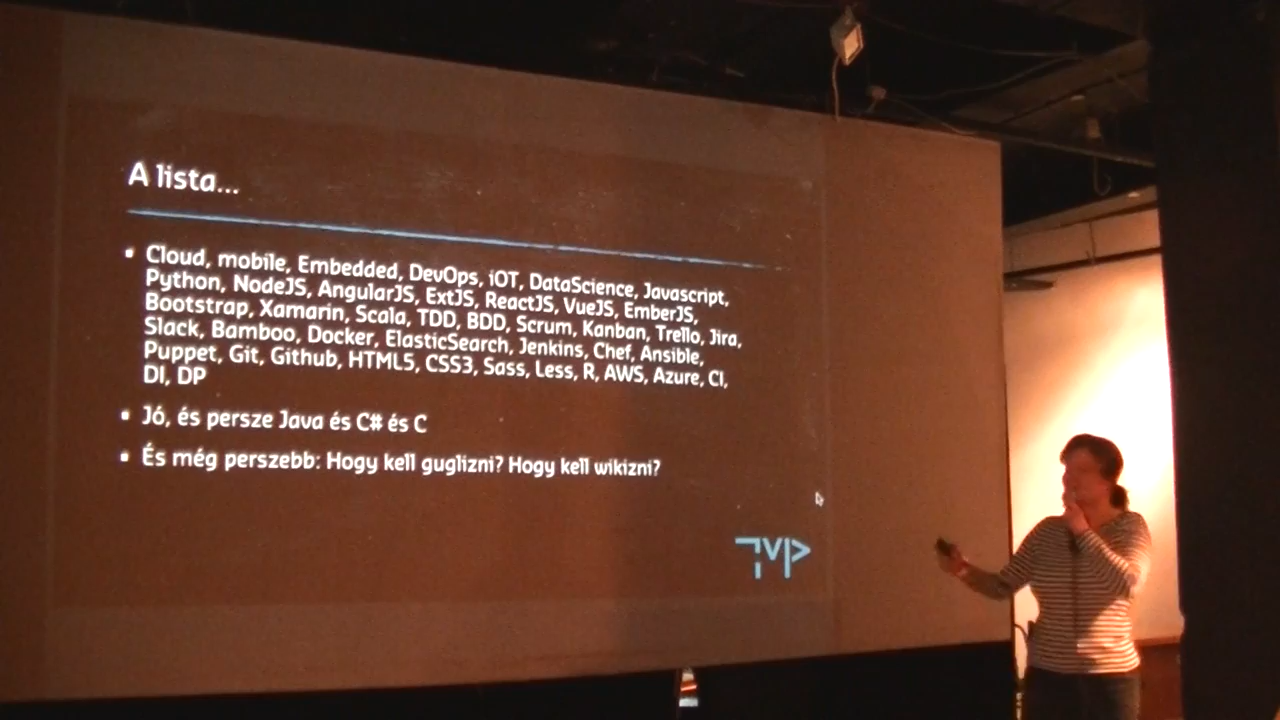 A lista...
Cloud, mobile, Embedded, DevOps, iOT, DataScience, Javascript,
Python, NodeJS, AngularJS, ExtJS, ReactJS, VueJS, EmberJS,
Bootstrap, Xamarin, Scala, TDD, BDD, Scrum, Kanban, Trello, Jira,
Slack, Bamboo, Docker, ElasticSearch, Jenkins, Chef, Ansible,
Puppet, Git, Github, HTML5, CSS3, Sass, Less, R, AWS, Azure, CI,
DI, DP
Jó, és persze Java és C# és C
És még perszebb: Hogy kell guglizni? Hogy kell wikizni?